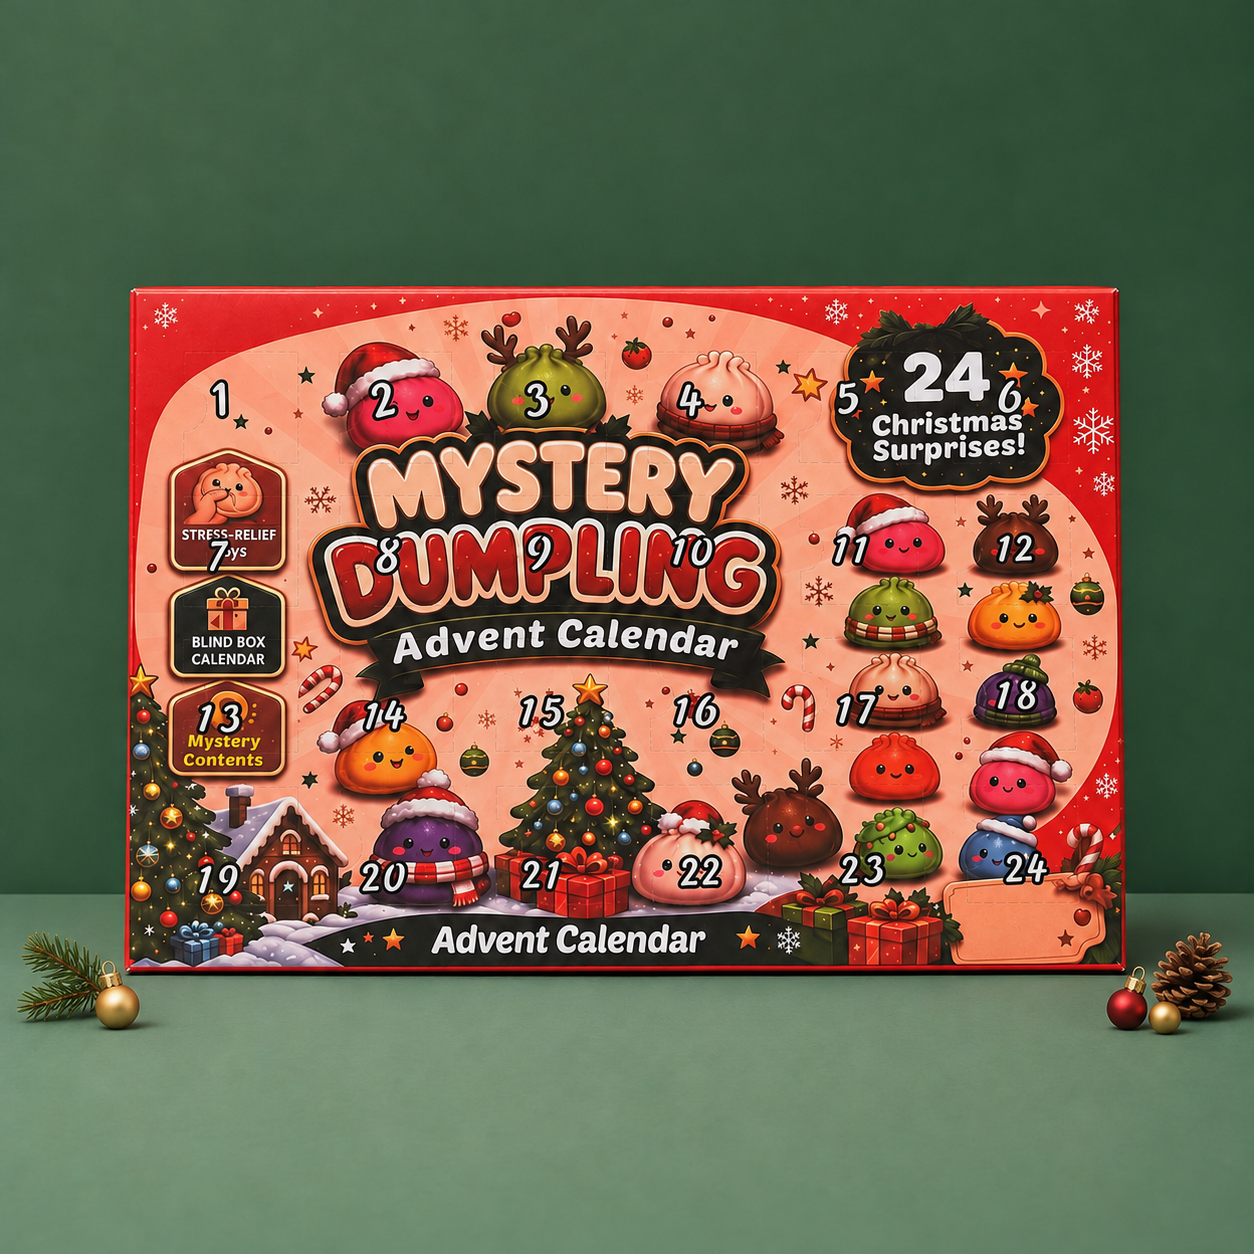 24
Christmas
Surprises!
1
2
3
4
5
6
MYSTERY
DUMPLING
Advent Calendar
STRESS-RELIEF
7
8
9
10
11
12
BLIND BOX
CALENDAR
13
14
15
16
17
18
Mystery
Contents
19
20
21
22
23
24
Advent Calendar